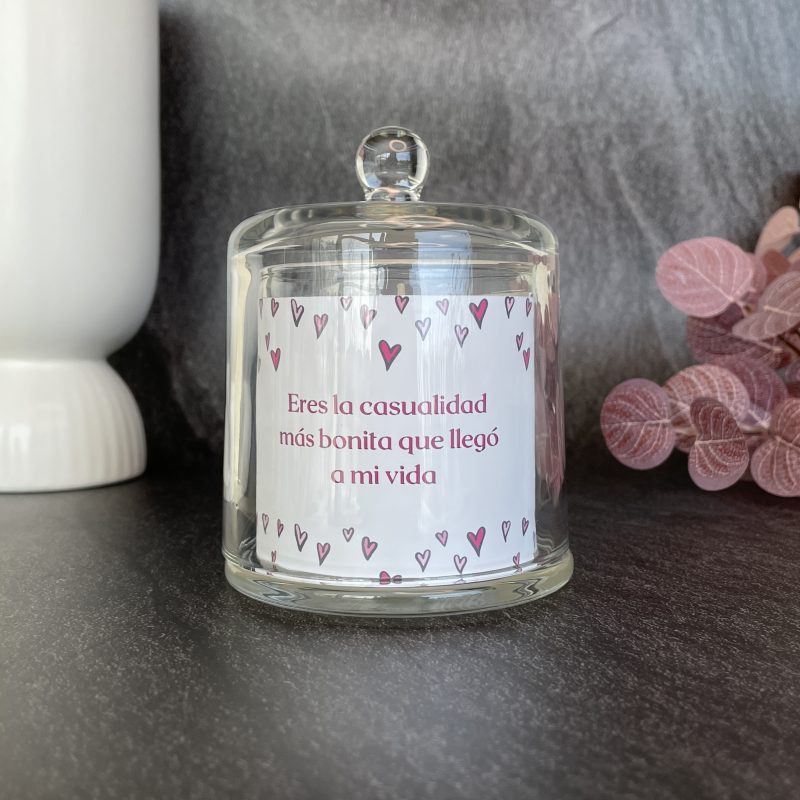 Eres la casualidad
más bonita que llegó
a mi vida